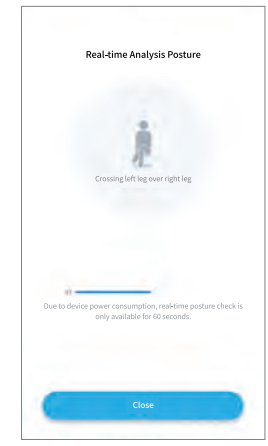 Real-time Analysis Posture
Crossing left leg over right leg
Due to device power consumption, real-time posture check is
only available for 60 seconds.
Close